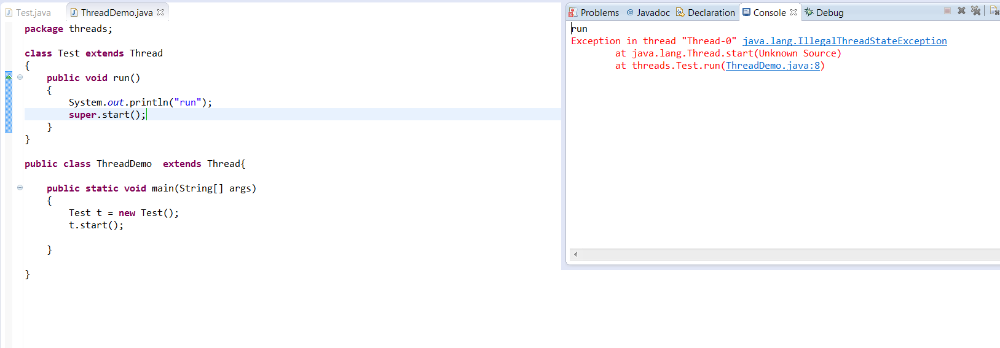 Test.java ThreadDemo.java
package threads;
class Test extends Thread
{
public void run()
{
System.out.println("run");
super.start();
}
}
public class ThreadDemo  extends Thread{
public static void main(String[] args)
{
Test t = new Test();
t.start();
}
}
Problems @ Javadoc Declaration Console Debug
run
Exception in thread "Thread-0" java.lang.IllegalThreadStateException
at java.lang.Thread.start(Unknown Source)
at threads.Test.run(ThreadDemo.java:8)